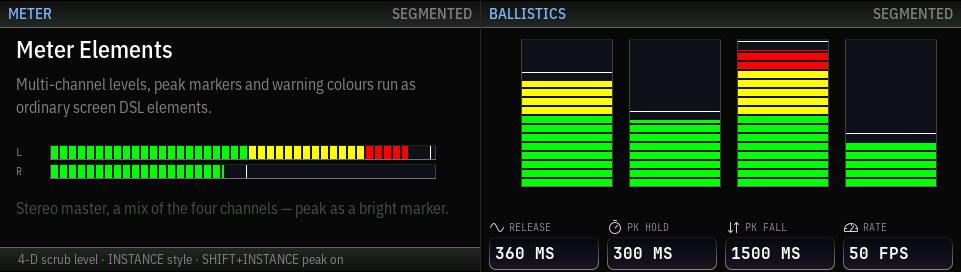 METER
SEGMENTED
Meter Elements
Multi-channel levels, peak markers and warning colours run as
ordinary screen DSL elements.
L
R
Stereo master, a mix of the four channels — peak as a bright marker.
4-D scrub level · INSTANCE style · SHIFT+INSTANCE peak on
BALLISTICS
SEGMENTED
RELEASE
360 MS
PK HOLD
300 MS
PK FALL
1500 MS
RATE
50 FPS